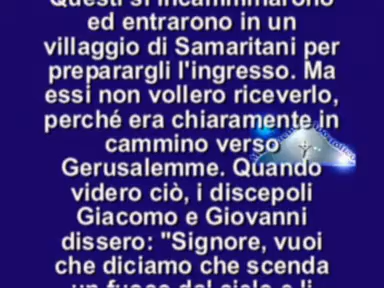 Questi si incamminarono
ed entrarono in un
villaggio di Samaritani per
preparargli l'ingresso. Ma
essi non vollero riceverlo,
perché era chiaramente in
cammino verso
Gerusalemme. Quando
videro ciò, i discepoli
Giacomo e Giovanni
dissero: "Signore, vuoi
che diciamo che scenda
un fuoco dal cielo e li